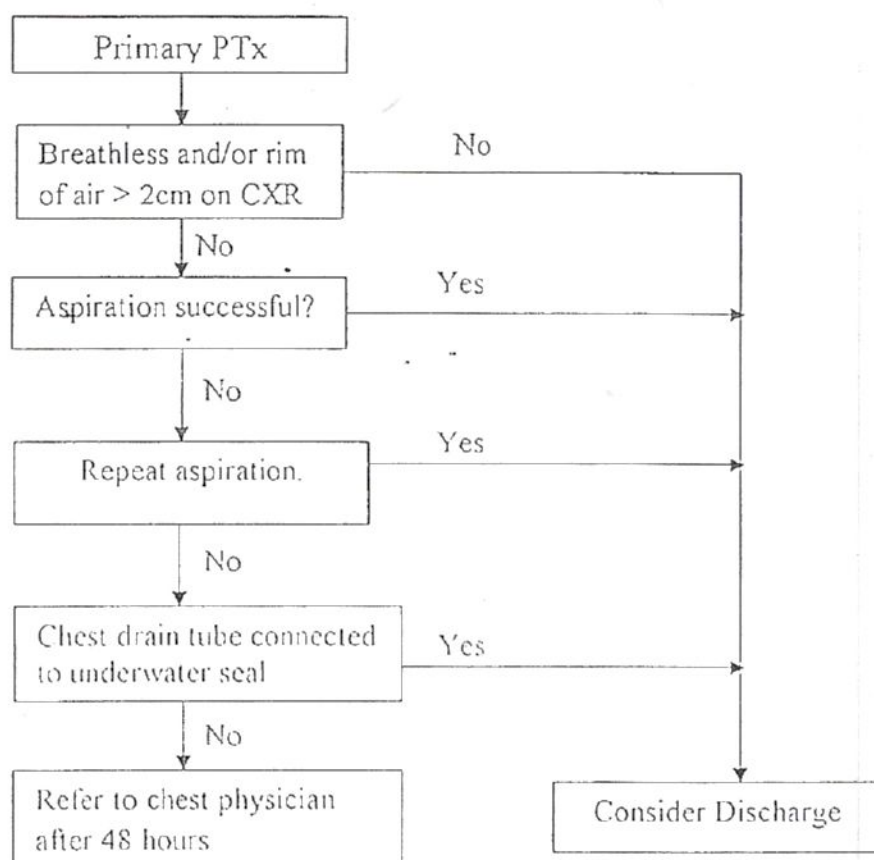 Primary PTx
Breathless and/or rim
of air > 2cm on CXR
No
No
Aspiration successful?
Yes
No
Repeat aspiration.
Yes
No
Chest drain tube connected
to underwater seal
Yes
No
Refer to chest physician
after 48 hours
Consider Discharge